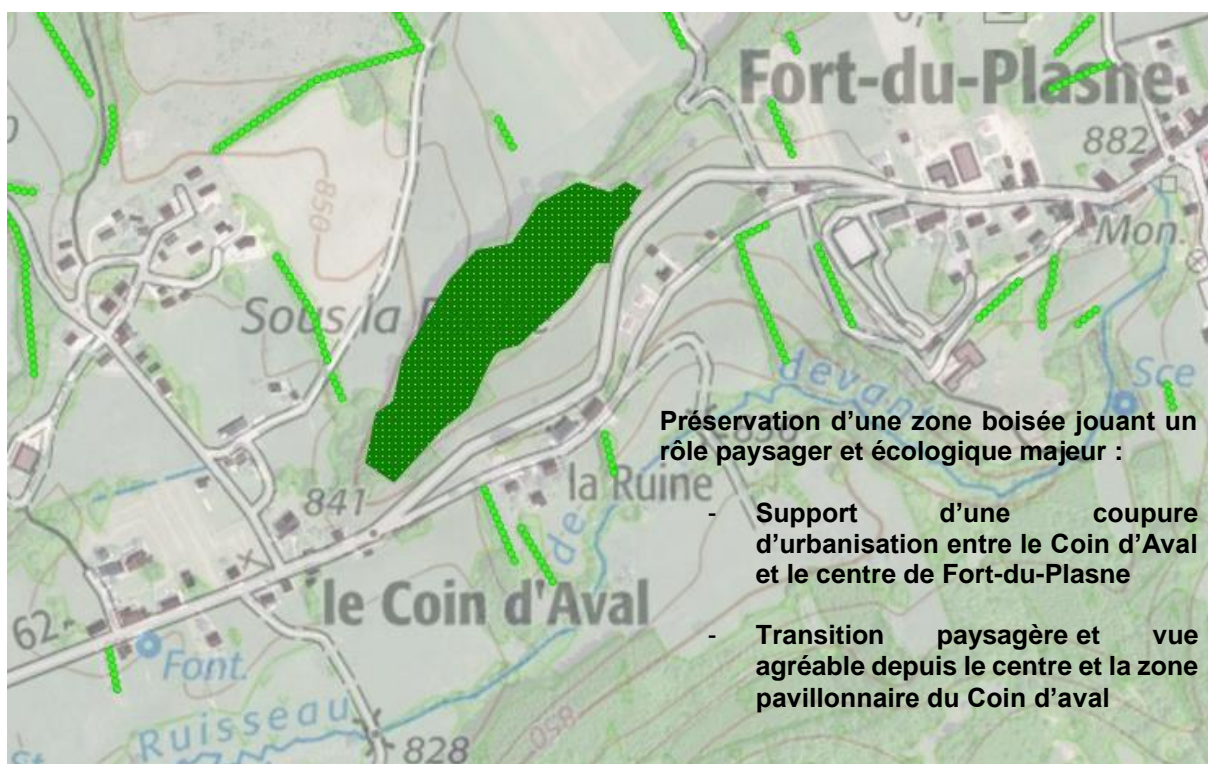 Fort-du-Plasne
882
Mon.
850
Sous la
devant
Sce
Préservation d’une zone boisée jouant un
rôle paysager et écologique majeur :
la Ruine
841
- Support d’une coupure
d’urbanisation entre le Coin d’Aval
et le centre de Fort-du-Plasne
de
le Coin d'Aval
62
Font.
- Transition paysagère et vue
agréable depuis le centre et la zone
pavillonnaire du Coin d’aval
850
Ruisseau
828